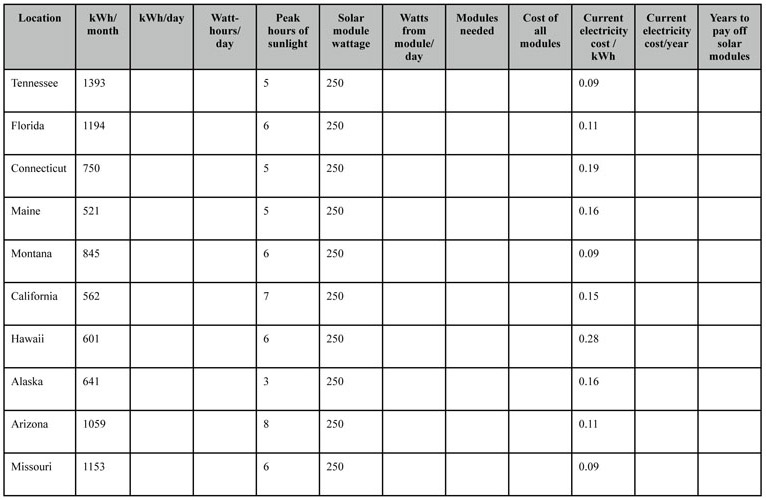 Location kWh/month kWh/day Watt-hours/day Peak hours of sunlight Solar module wattage Watts from module/day Modules needed Cost of all modules Current electricity cost / kWh Current electricity cost/year Years to pay off solar modules
Tennessee 1393 5 250 0.09
Florida 1194 6 250 0.11
Connecticut 750 5 250 0.19
Maine 521 5 250 0.16
Montana 845 6 250 0.09
California 562 7 250 0.15
Hawaii 601 6 250 0.28
Alaska 641 3 250 0.16
Arizona 1059 8 250 0.11
Missouri 1153 6 250 0.09